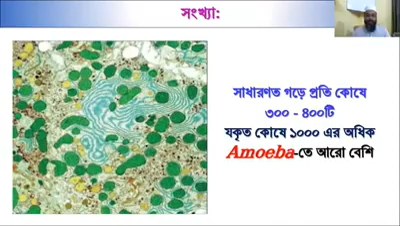 সংখ্যা:
সাধারণত গড়ে প্রতি কোষে
৩০০ - ৪০০টি
যকৃত কোষে ১০০০ এর অধিক
Amoeba-তে আরো বেশি